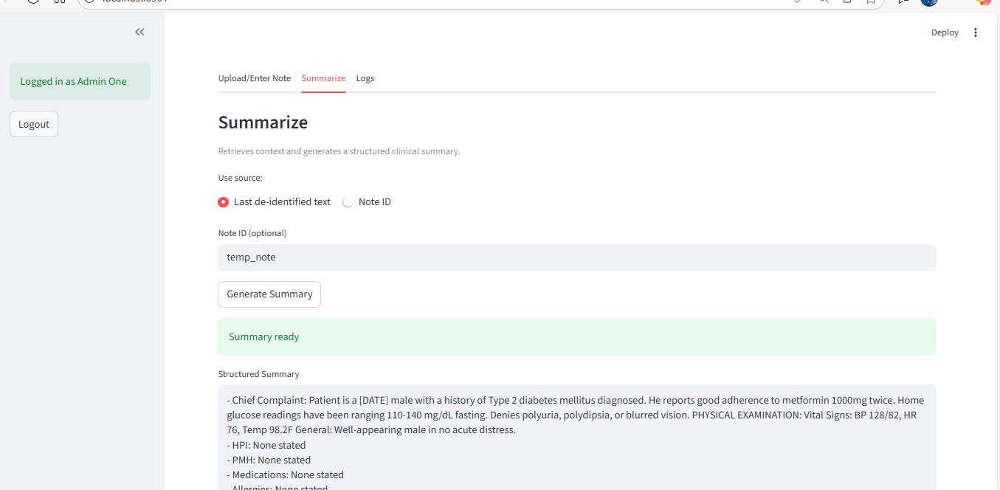 Deploy
Logged in as Admin One
Logout
Upload/Enter Note Summarize Logs
Summarize
Retrieves context and generates a structured clinical summary.
Use source:
Last de-identified text Note ID
Note ID (optional)
temp_note
Generate Summary
Summary ready
Structured Summary
- Chief Complaint: Patient is a [DATE] male with a history of Type 2 diabetes mellitus diagnosed. He reports good adherence to metformin 1000mg twice. Home
glucose readings have been ranging 110-140 mg/dL fasting. Denies polyuria, polydipsia, or blurred vision. PHYSICAL EXAMINATION: Vital Signs: BP 128/82, HR
76, Temp 98.2F General: Well-appearing male in no acute distress.
- HPI: None stated
- PMH: None stated
- Medications: None stated
- Allergies: None stated